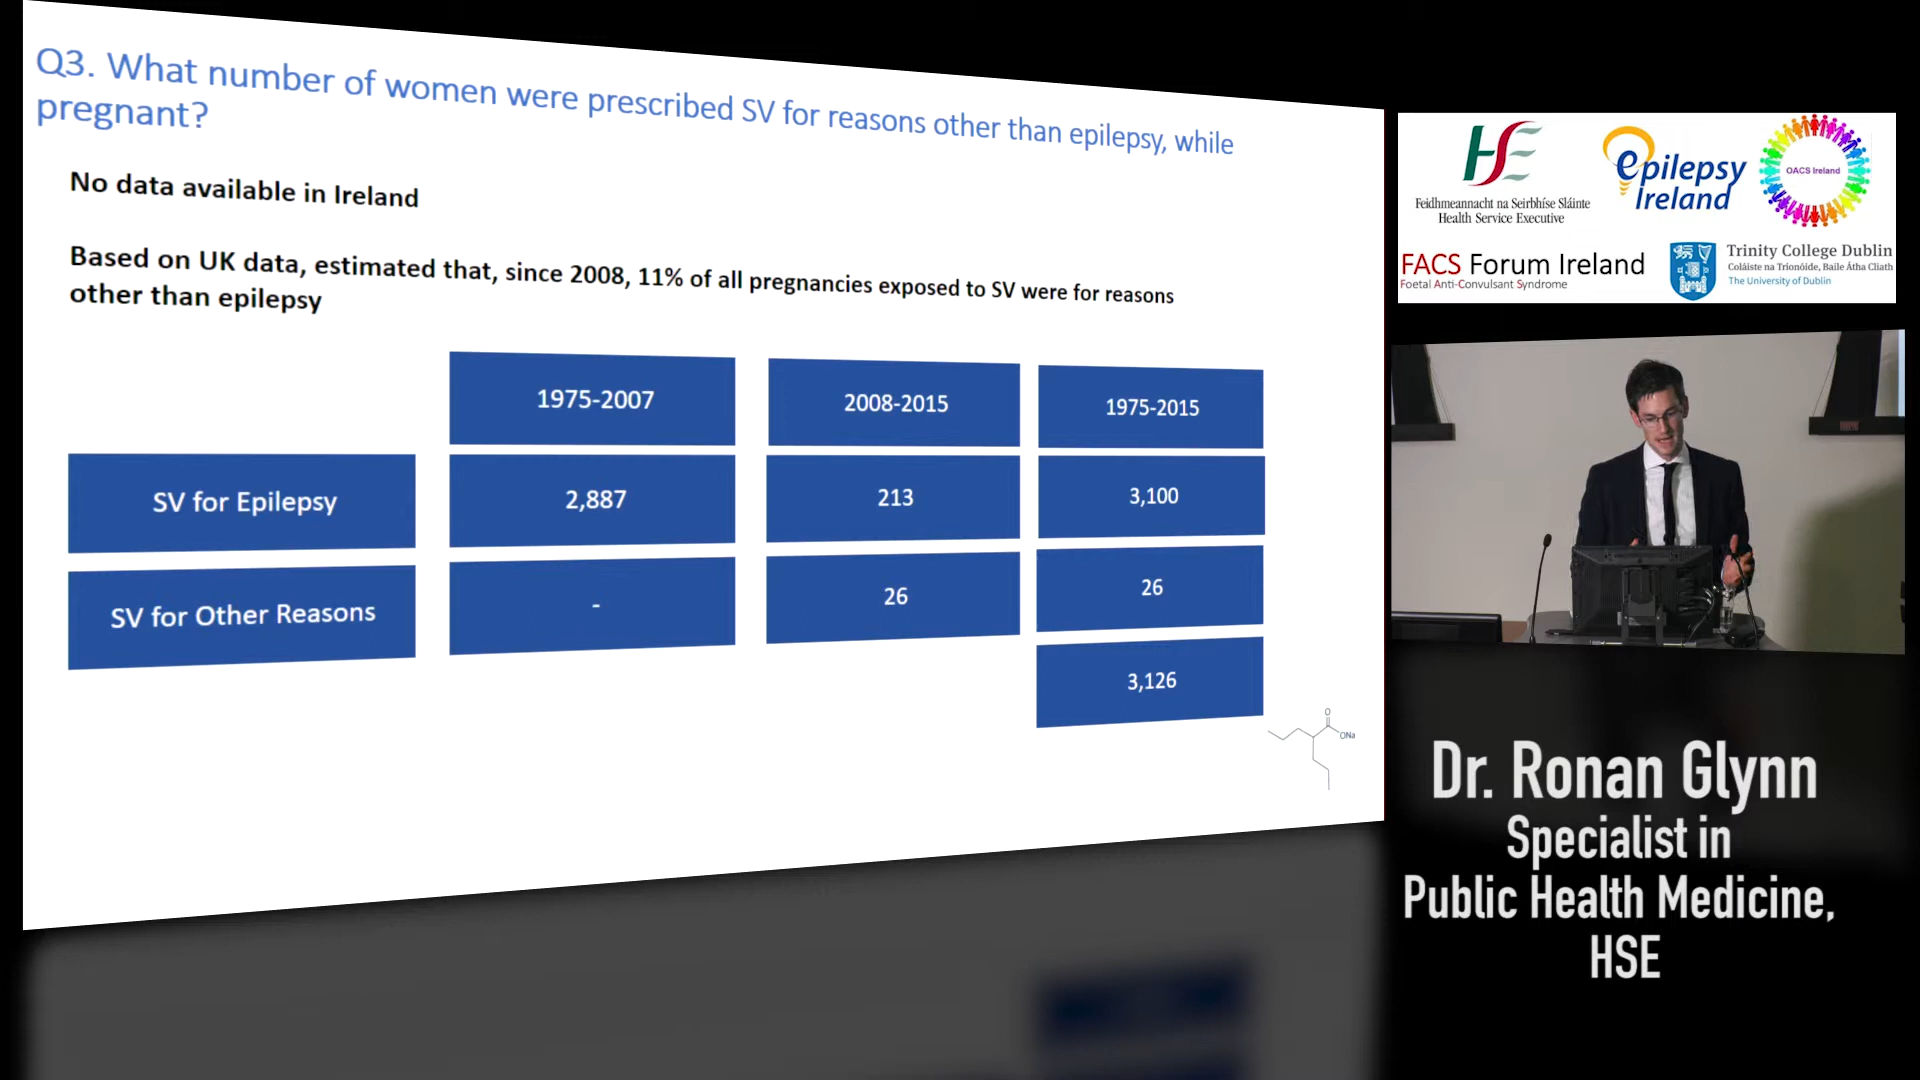 Q3. What number of women were prescribed SV for reasons other than epilepsy, while
pregnant?
No data available in Ireland
Based on UK data, estimated that, since 2008, 11% of all pregnancies exposed to SV were for reasons
other than epilepsy
1975-2007
2008-2015
1975-2015
SV for Epilepsy
2,887
213
3,100
SV for Other Reasons
-
26
26
3,126
O
ONa
HSE
Feidhmeannacht na Seirbhíse Sláinte
Health Service Executive
epilepsy
Ireland
OACS Ireland
FACS Forum Ireland
Foetal Anti-Convulsant Syndrome
Trinity College Dublin
Coláiste na Tríonóide, Baile Átha Cliath
The University of Dublin
Dr. Ronan Glynn
Specialist in
Public Health Medicine,
HSE